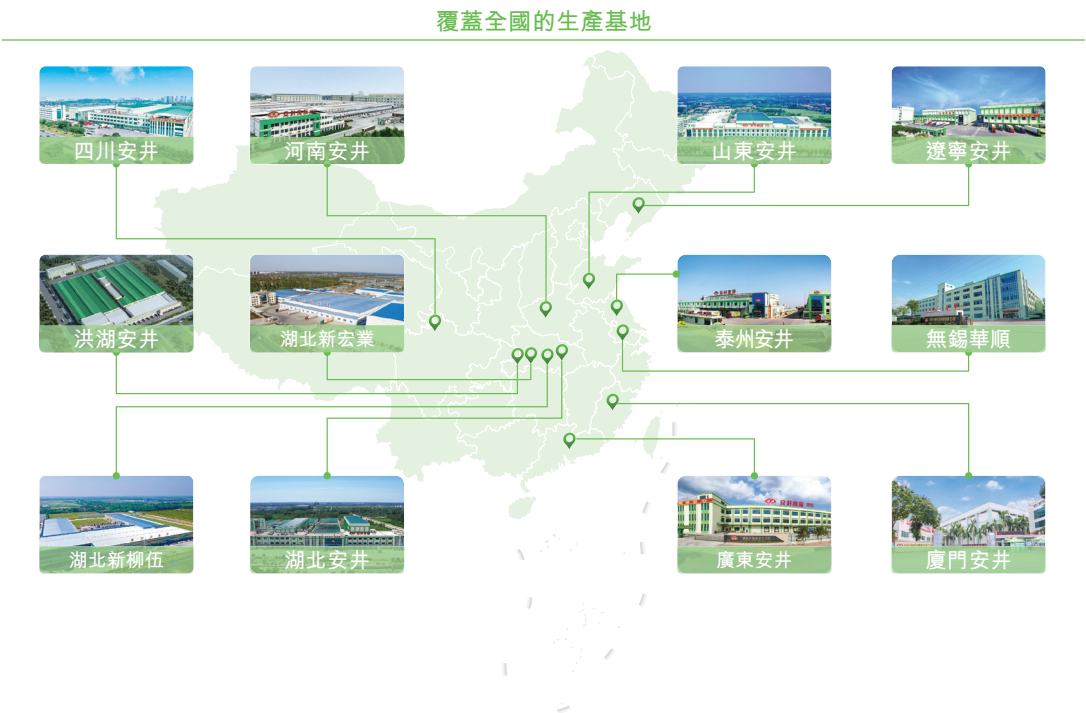 覆蓋全國的生產基地
四川安井
河南安井
山東安井
遼寧安井
洪湖安井
湖北新宏業
泰州安井
無錫華順
湖北新柳伍
湖北安井
廣東安井
廈門安井